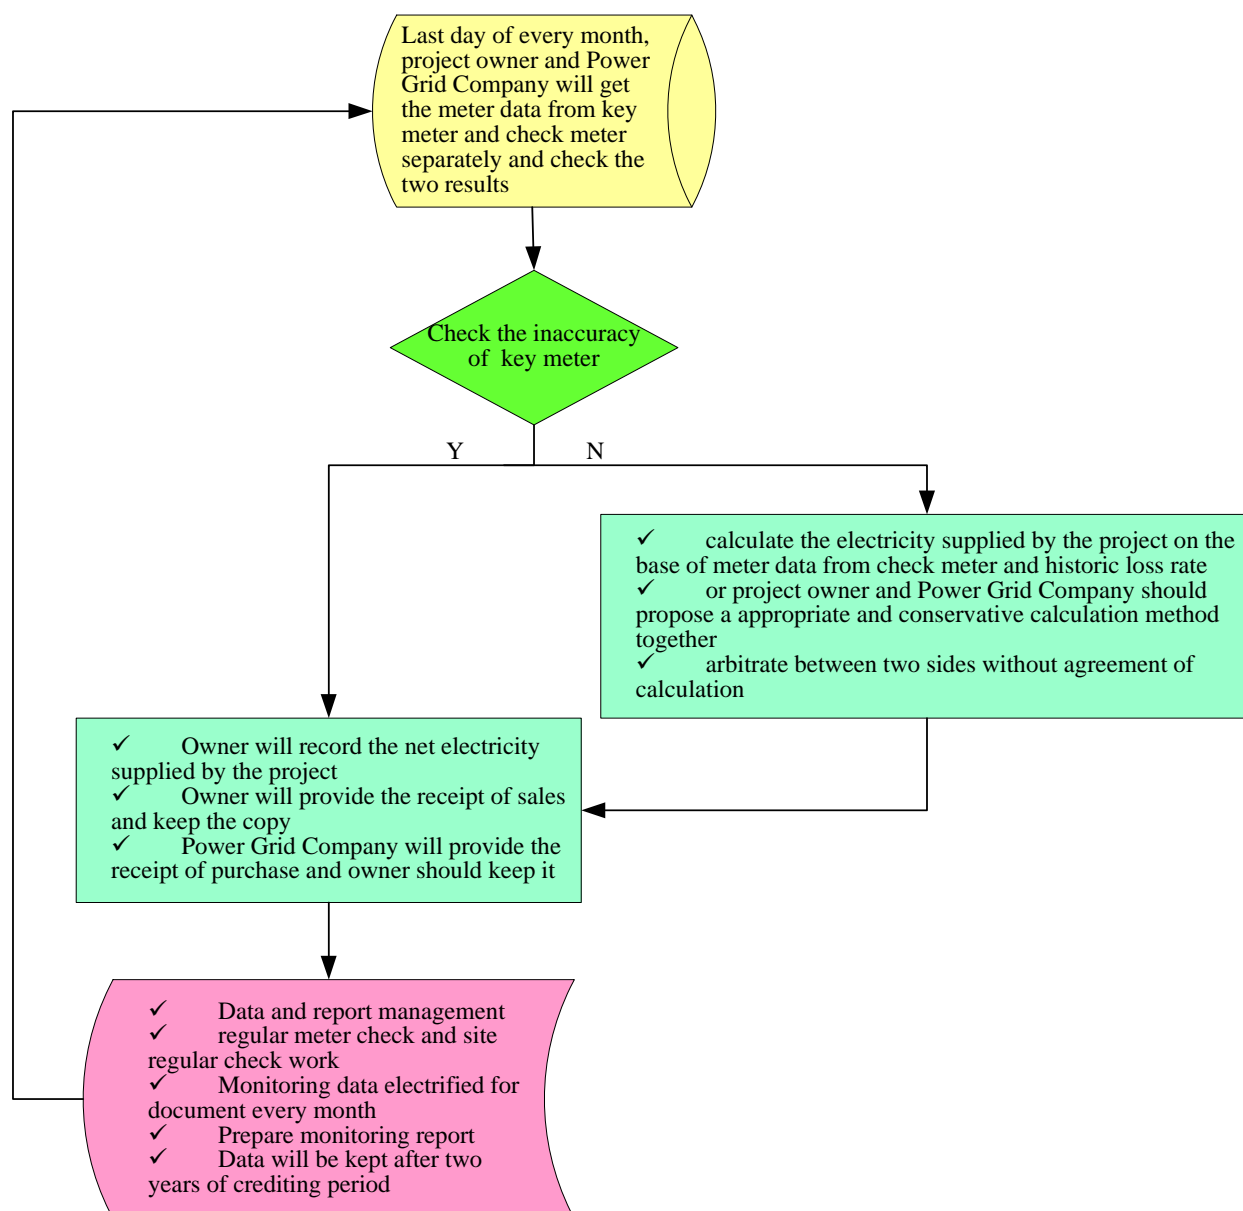 Last day of every month,
project owner and Power
Grid Company will get
the meter data from key
meter and check meter
separately and check the
two results
Check the inaccuracy
of key meter
Y
N
✓ calculate the electricity supplied by the project on the
base of meter data from check meter and historic loss rate
✓ or project owner and Power Grid Company should
propose a appropriate and conservative calculation method
together
✓ arbitrate between two sides without agreement of
calculation
✓ Owner will record the net electricity
supplied by the project
✓ Owner will provide the receipt of sales
and keep the copy
✓ Power Grid Company will provide the
receipt of purchase and owner should keep it
✓ Data and report management
✓ regular meter check and site
regular check work
✓ Monitoring data electrified for
document every month
✓ Prepare monitoring report
✓ Data will be kept after two
years of crediting period